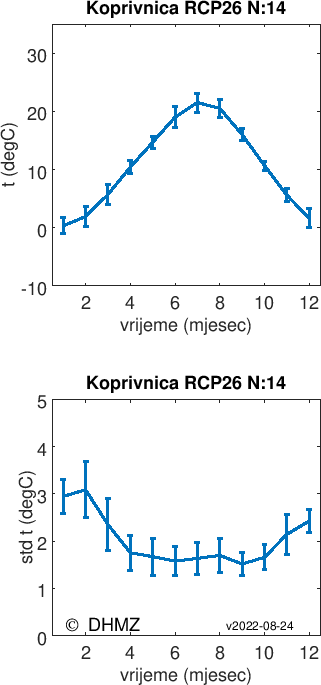 Koprivnica RCP26 N:14
30
20
10
0
-10
t (degC)
2 4 6 8 10 12
vrijeme (mjesec)
Koprivnica RCP26 N:14
5
4
3
2
1
0
std t (degC)
© DHMZ
v2022-08-24
2 4 6 8 10 12
vrijeme (mjesec)